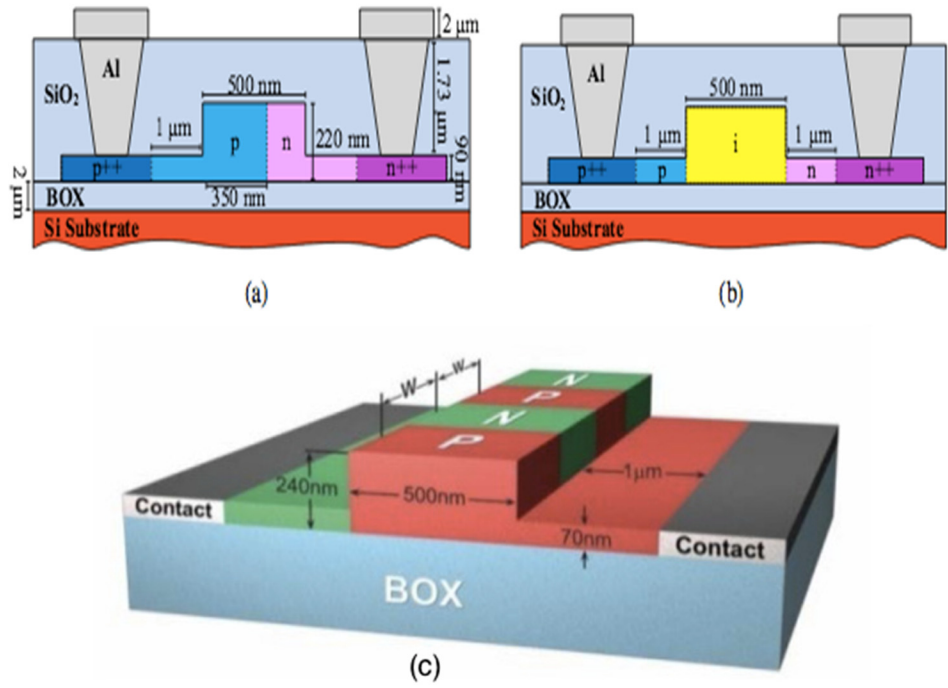 2 μm
Al
SiO2
500 nm
1.73 μm
1 μm
p
n
220 nm
p++
n++
90 nm
350 nm
2 μm
BOX
Si Substrate
(a)
Al
SiO2
500 nm
1 μm
i
1 μm
p++
p
n
n++
BOX
Si Substrate
(b)
W
w
N
P
N
P
240nm
500nm
1μm
70nm
Contact
Contact
BOX
(c)